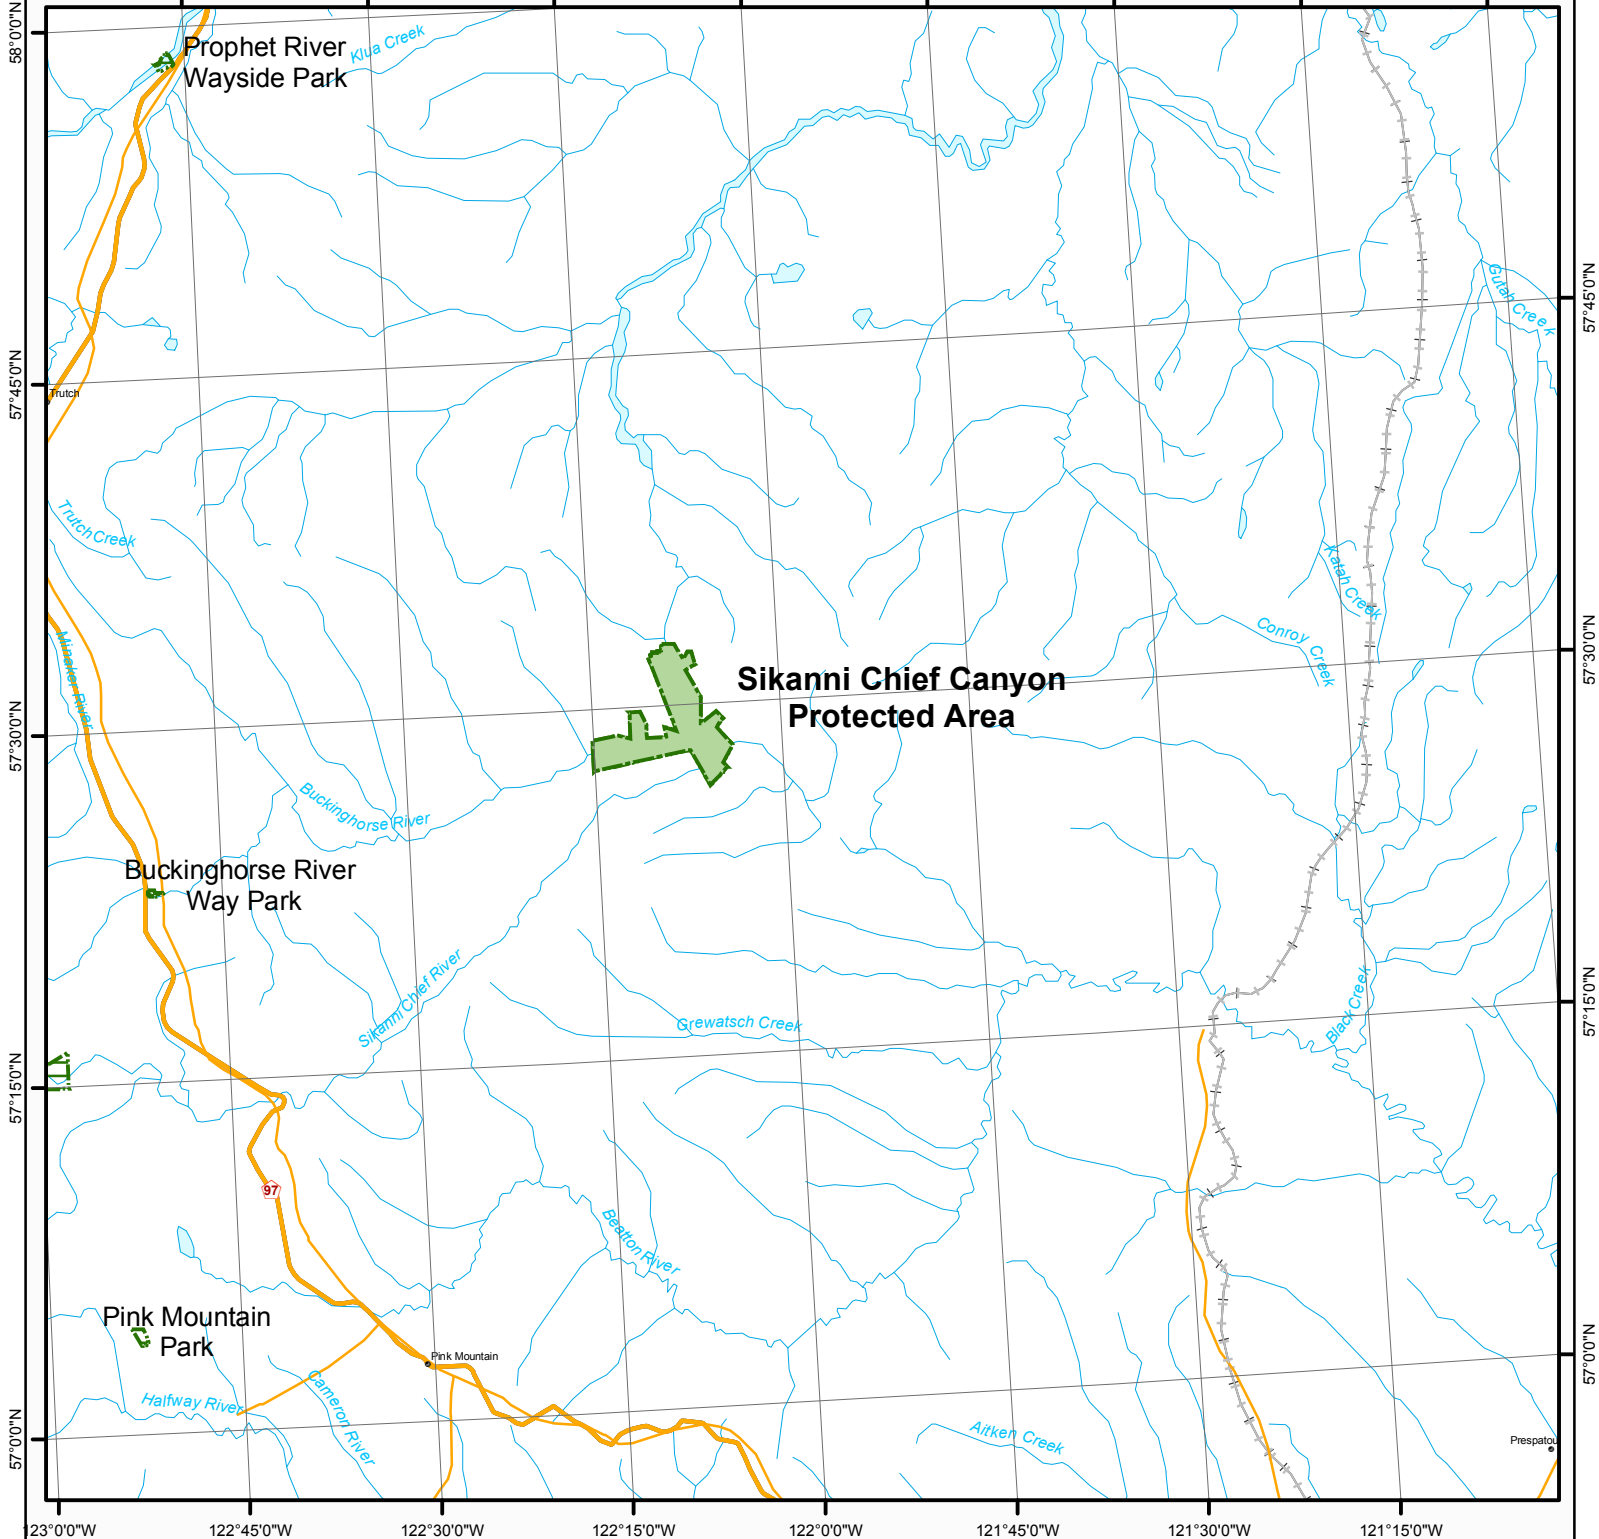 58°0'0"N
Prophet River
Wayside Park
Klua Creek
57°45'0"N
Gutah Creek
57°45'0"N
Trutch
Trutch Creek
Katah Creek
Conroy Creek
57°30'0"N
Minaker River
Sikanni Chief Canyon
Protected Area
57°30'0"N
Buckinghorse River
Buckinghorse River
Way Park
Sikanni Chief River
Grewatsch Creek
Black Creek
57°15'0"N
57°15'0"N
97
Beatton River
Pink Mountain
Park
Pink Mountain
57°0'0"N
Halfway River
Cameron River
Aitken Creek
Prespatou
57°0'0"N
123°0'0"W
122°45'0"W
122°30'0"W
122°15'0"W
122°0'0"W
121°45'0"W
121°30'0"W
121°15'0"W